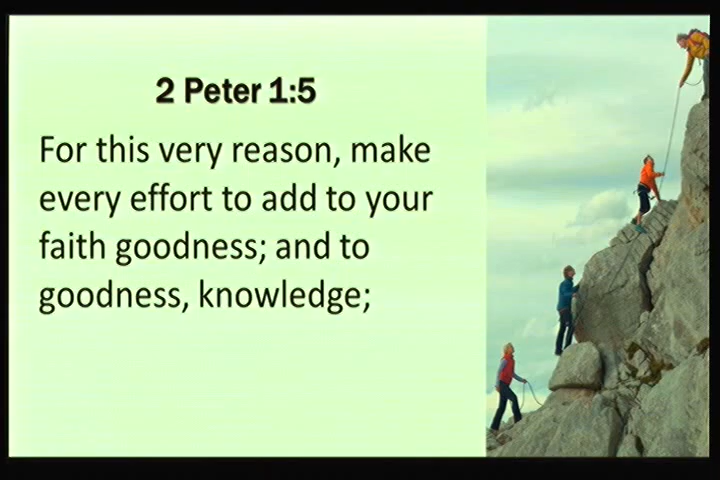 2 Peter 1:5
For this very reason, make
every effort to add to your
faith goodness; and to
goodness, knowledge;